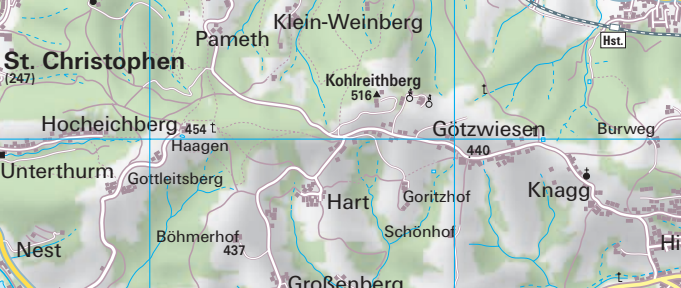 Klein-Weinberg
Pameth
Hst.
St. Christophen
(247)
Kohlreithberg
516
Hocheichberg
454
Götzwiesen
Burweg
Haagen
440
Unterthurm
Gottleitsberg
Knagg
Hart
Goritzhof
Böhmerhof
Schönhof
437
Nest
Hi
Großenberg